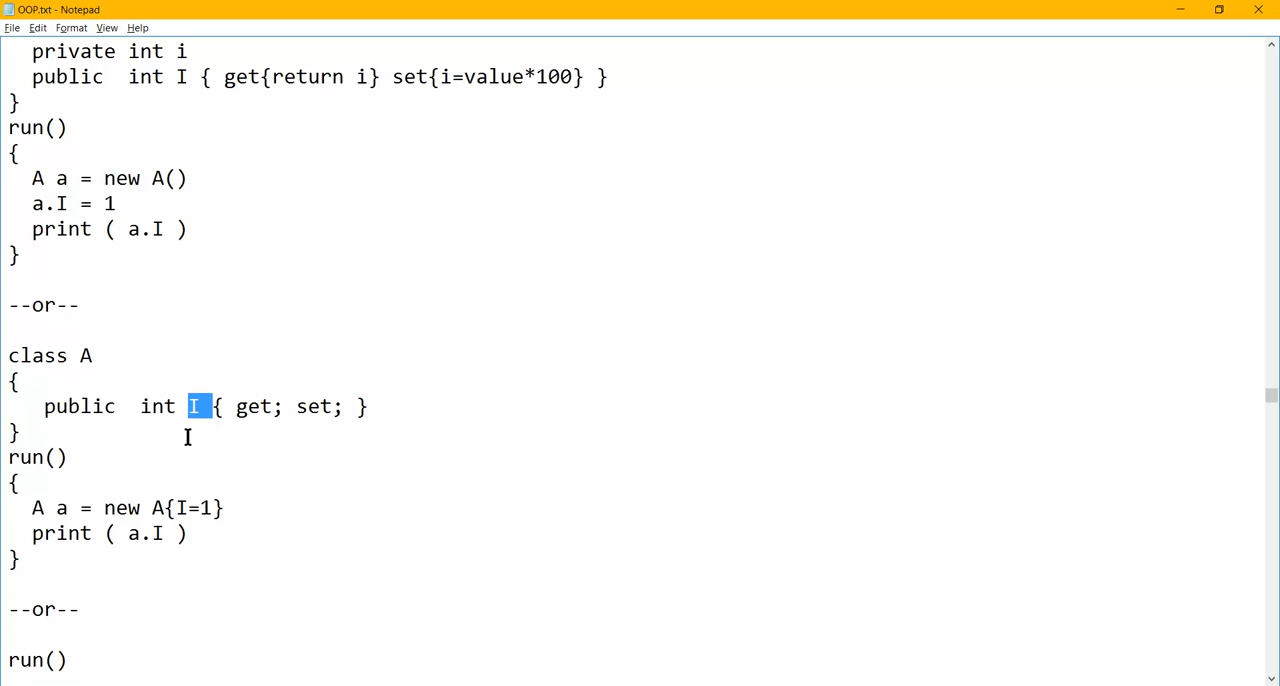 OOP.txt - Notepad
File Edit Format View Help
private int i
public  int I { get{return i} set{i=value*100} }
}
run()
{
A a = new A()
a.I = 1
print ( a.I )
}
--or--
class A
{
public  int I { get; set; }
}
run()
{
A a = new A{I=1}
print ( a.I )
}
--or--
run()